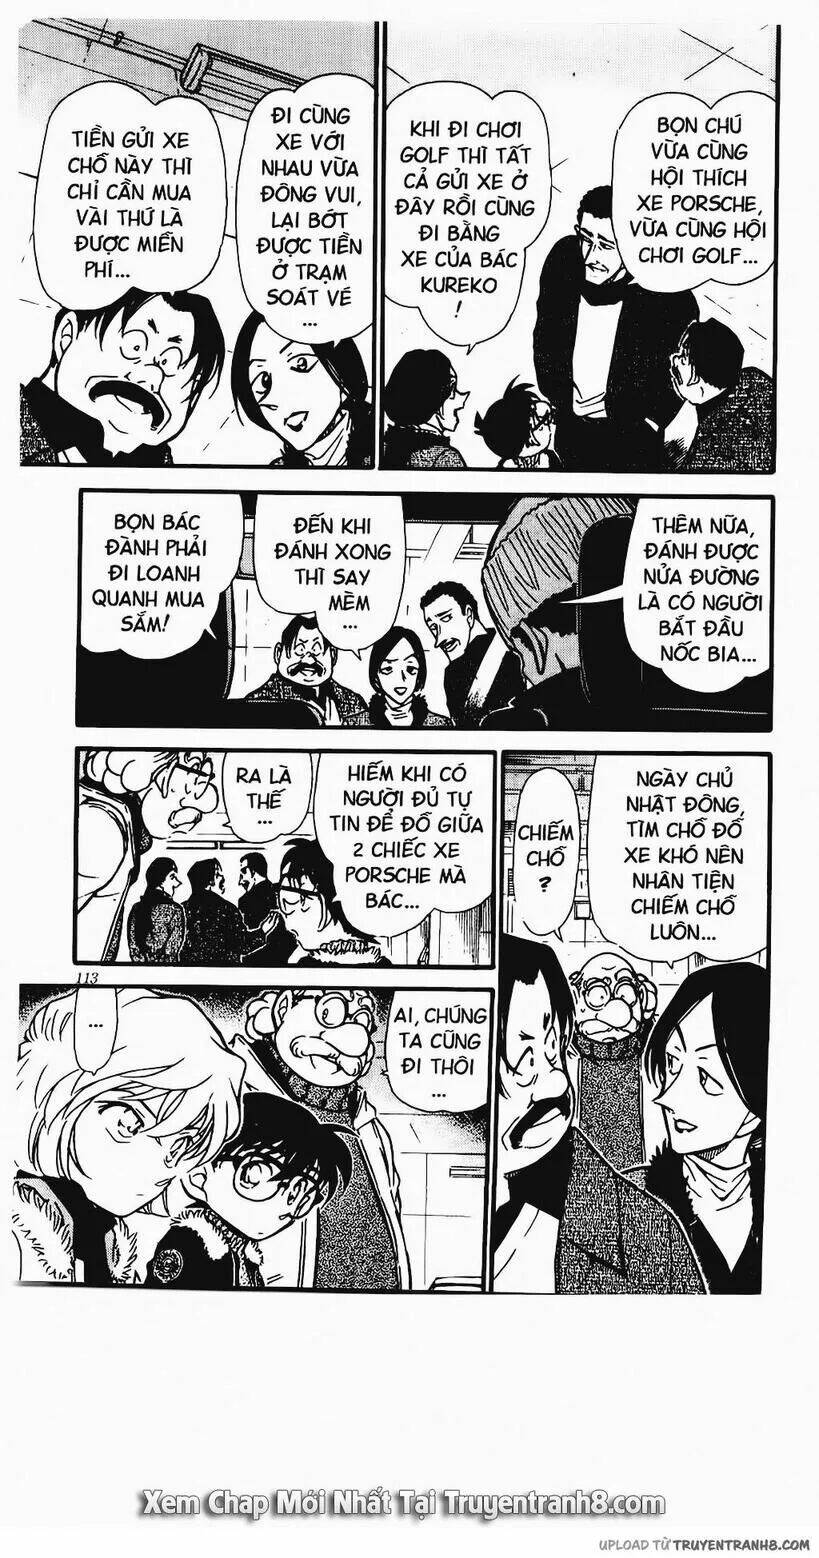 BỌN CHÚ
VỪA CÙNG
HỘI THÍCH
XE PORSCHE,
VỪA CÙNG HỘI
CHƠI GOLF...
KHI ĐI CHƠI
GOLF THÌ TẤT
CẢ GỬI XE Ở
ĐÂY RỒI CÙNG
ĐI BẰNG
XE CỦA BÁC
KUREKO
!
ĐI CÙNG
XE VỚI
NHAU VỪA
ĐÔNG VUI,
LẠI BỚT
ĐƯỢC TIỀN
Ở TRẠM
SOÁT VÉ
...
TIỀN GỬI XE
CHỖ NÀY THÌ
CHỈ CẦN MUA
VÀI THỨ LÀ
ĐƯỢC MIỄN
PHÍ...
THÊM NỮA,
ĐÁNH ĐƯỢC
NỬA ĐƯỜNG
LÀ CÓ NGƯỜI
BẮT ĐẦU
NỐC BIA...
ĐẾN KHI
ĐÁNH XONG
THÌ SAY
MÈM
...
BỌN BÁC
ĐÀNH PHẢI
ĐI LOANH
QUANH MUA
SẮM!
NGÀY CHỦ
NHẬT ĐÔNG,
TÌM CHỖ ĐỖ
XE KHÓ NÊN
NHÂN TIỆN
CHIẾM CHỖ
LUÔN...
CHIẾM
CHỖ
?
HIẾM KHI CÓ
NGƯỜI ĐỦ TỰ
TIN ĐỂ ĐỖ GIỮA
2 CHIẾC XE
PORSCHE MÀ
BÁC...
RA LÀ
THẾ
...
113
AI, CHÚNG
TA CŨNG
ĐI THÔI
...
...
Xem Chap Mới Nhất Tại Truyentranh8.com
UPLOAD TỪ TRUYENTRANH8.COM